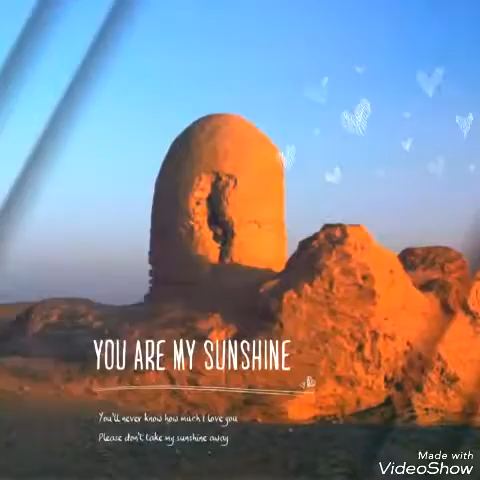 YOU ARE MY SUNSHINE
You'll never know how much I love you
Please don't take my sunshine away
Made with
VideoShow